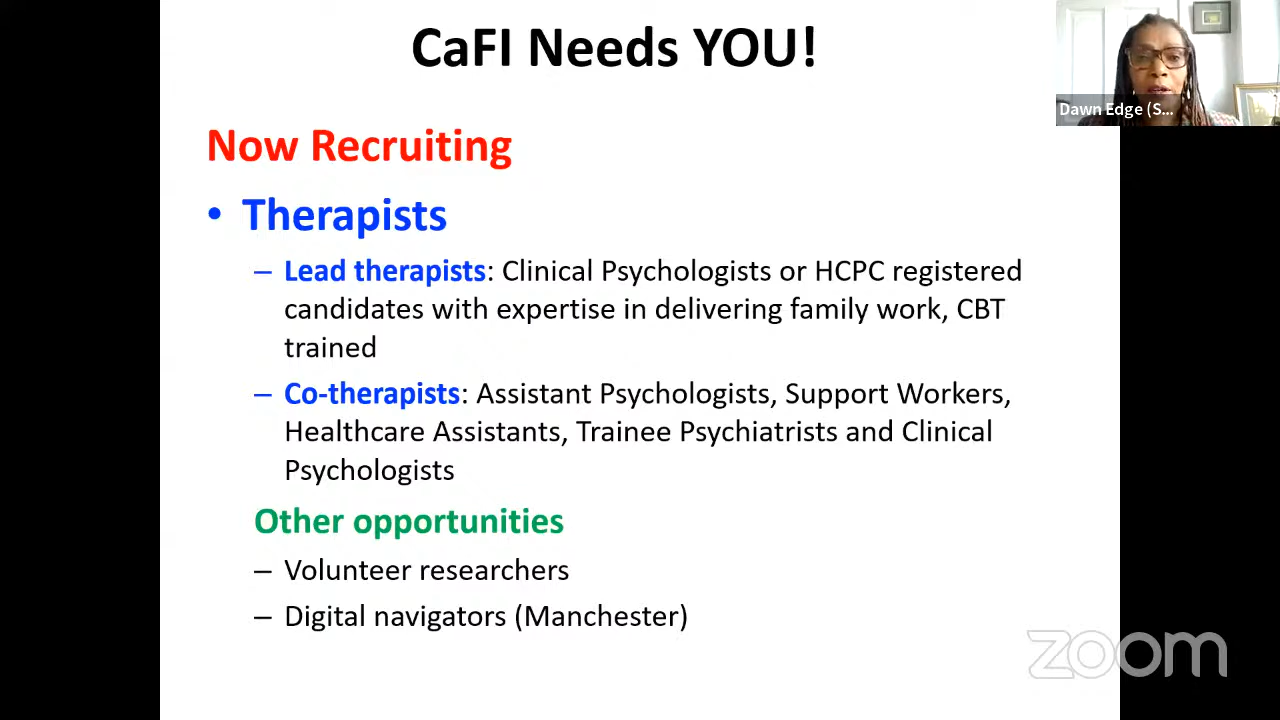 CaFI Needs YOU!
Dawn Edge (S...
Now Recruiting
• Therapists
– Lead therapists: Clinical Psychologists or HCPC registered
candidates with expertise in delivering family work, CBT
trained
– Co-therapists: Assistant Psychologists, Support Workers,
Healthcare Assistants, Trainee Psychiatrists and Clinical
Psychologists
Other opportunities
– Volunteer researchers
– Digital navigators (Manchester)
zoom